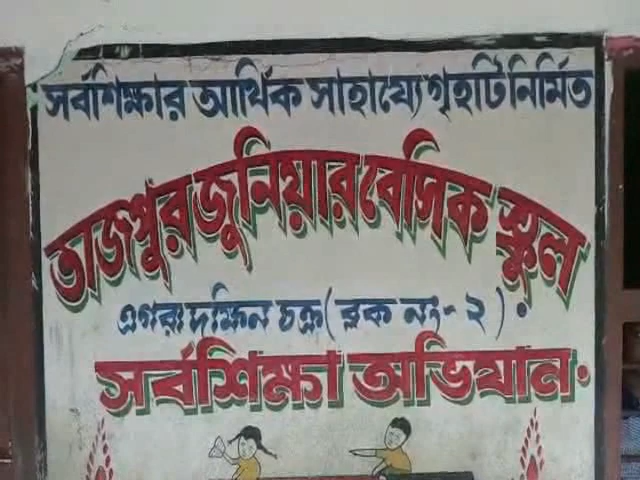 সর্বশিক্ষার আর্থিক সাহায্যে গৃহটি নির্মিত
তাজপুর জুনিয়ার বেসিক স্কুল
এগরা দক্ষিন চক্র (ব্লক নং - ২) ॰
সর্বশিক্ষা অভিযান॰